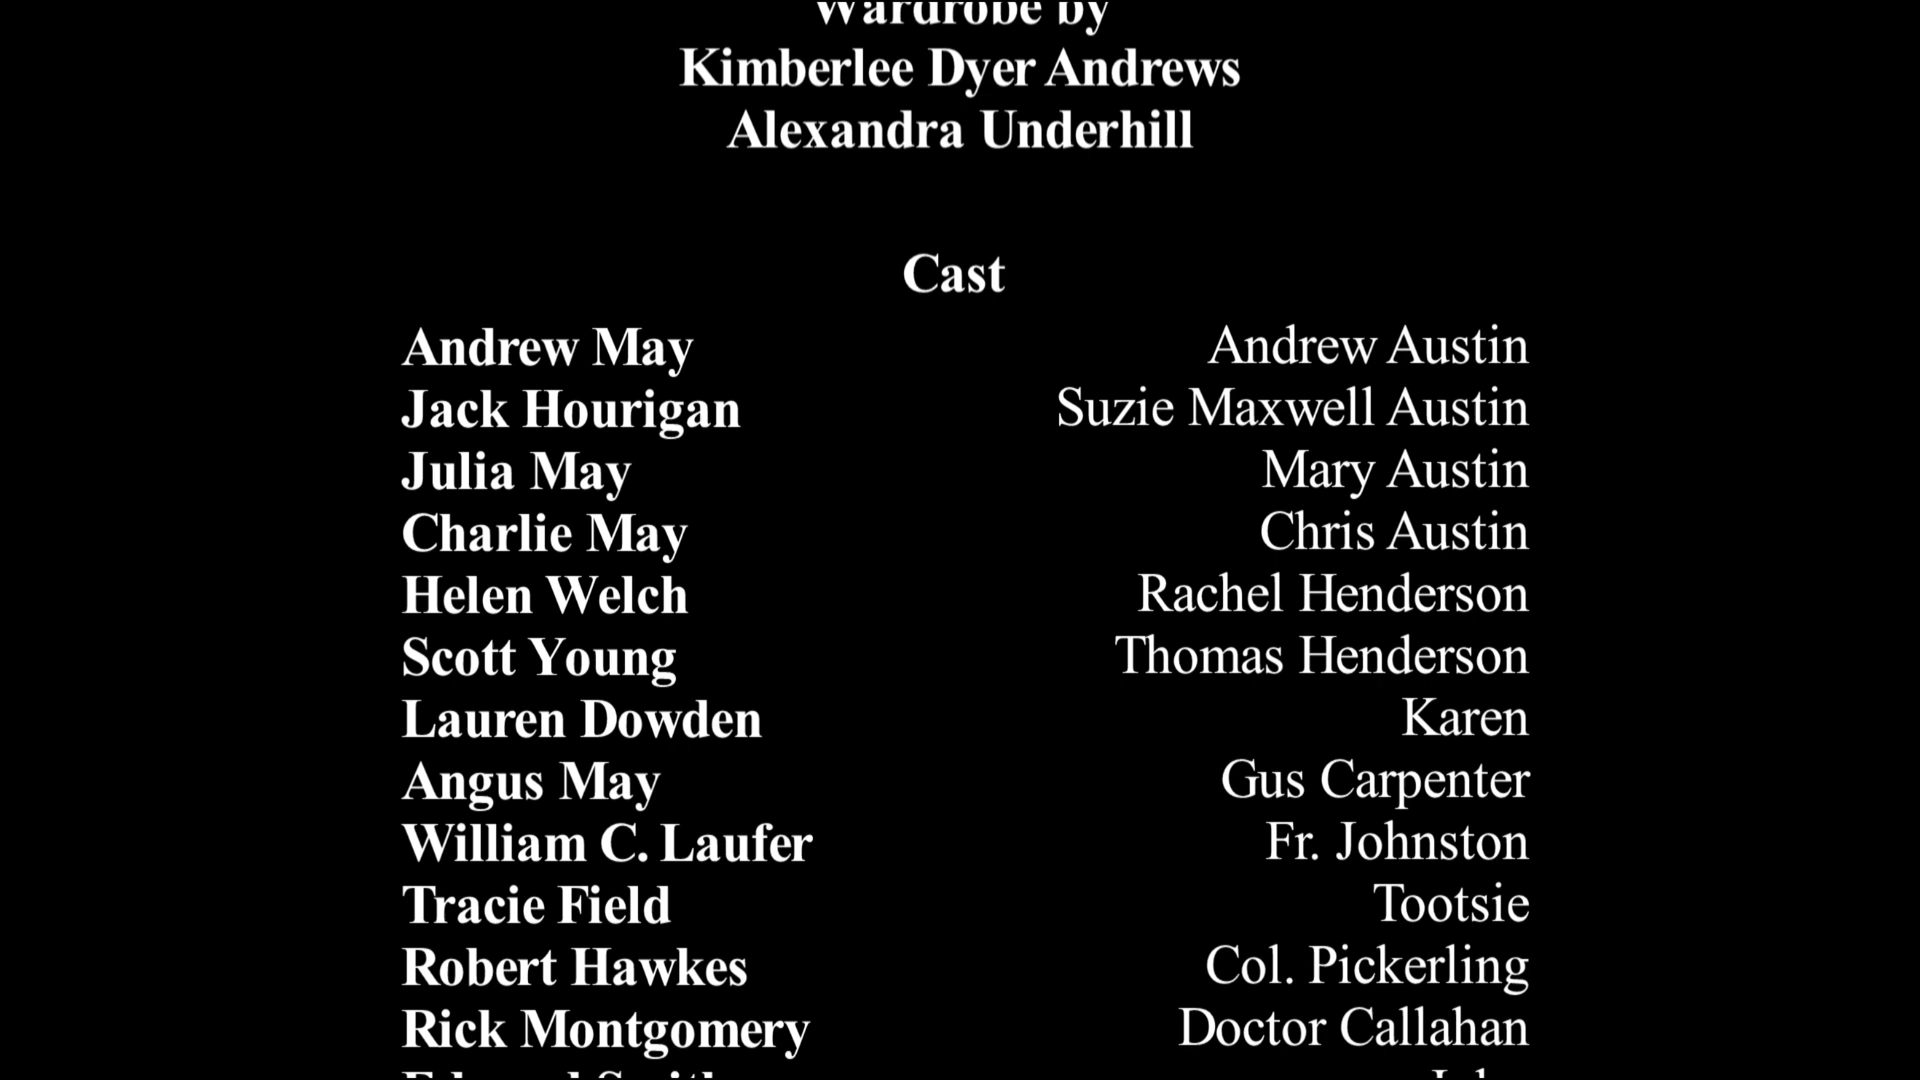 Wardrobe by
Kimberlee Dyer Andrews
Alexandra Underhill
Cast
Andrew May Andrew Austin
Jack Hourigan Suzie Maxwell Austin
Julia May Mary Austin
Charlie May Chris Austin
Helen Welch Rachel Henderson
Scott Young Thomas Henderson
Lauren Dowden Karen
Angus May Gus Carpenter
William C. Laufer Fr. Johnston
Tracie Field Tootsie
Robert Hawkes Col. Pickerling
Rick Montgomery Doctor Callahan